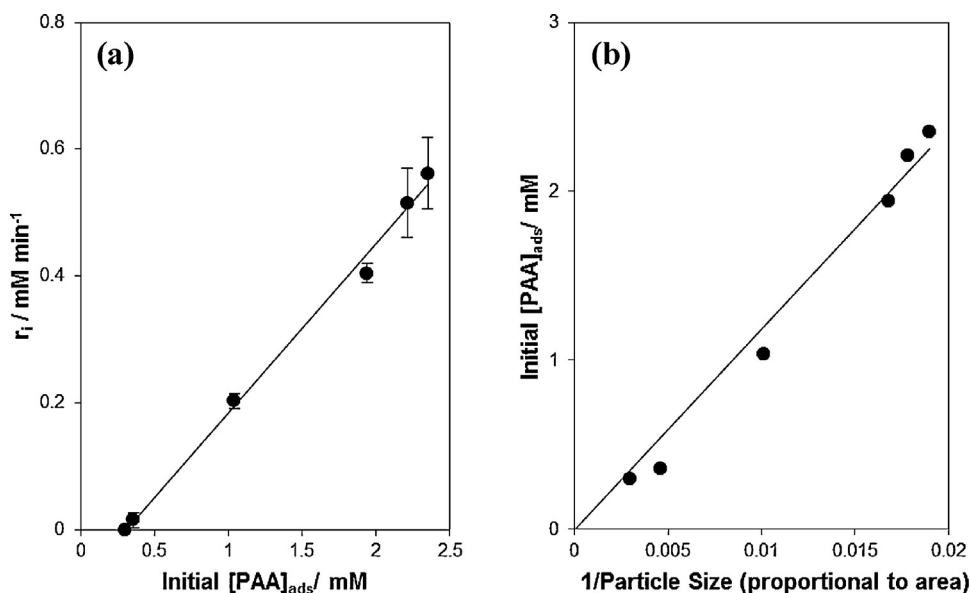 (a)
0.8
0.6
0.4
0.2
0
r_i / mM min^-1
0 0.5 1 1.5 2 2.5
Initial [PAA]_ads/ mM
(b)
3
2
1
0
Initial [PAA]_ads/ mM
0 0.005 0.01 0.015 0.02
1/Particle Size (proportional to area)